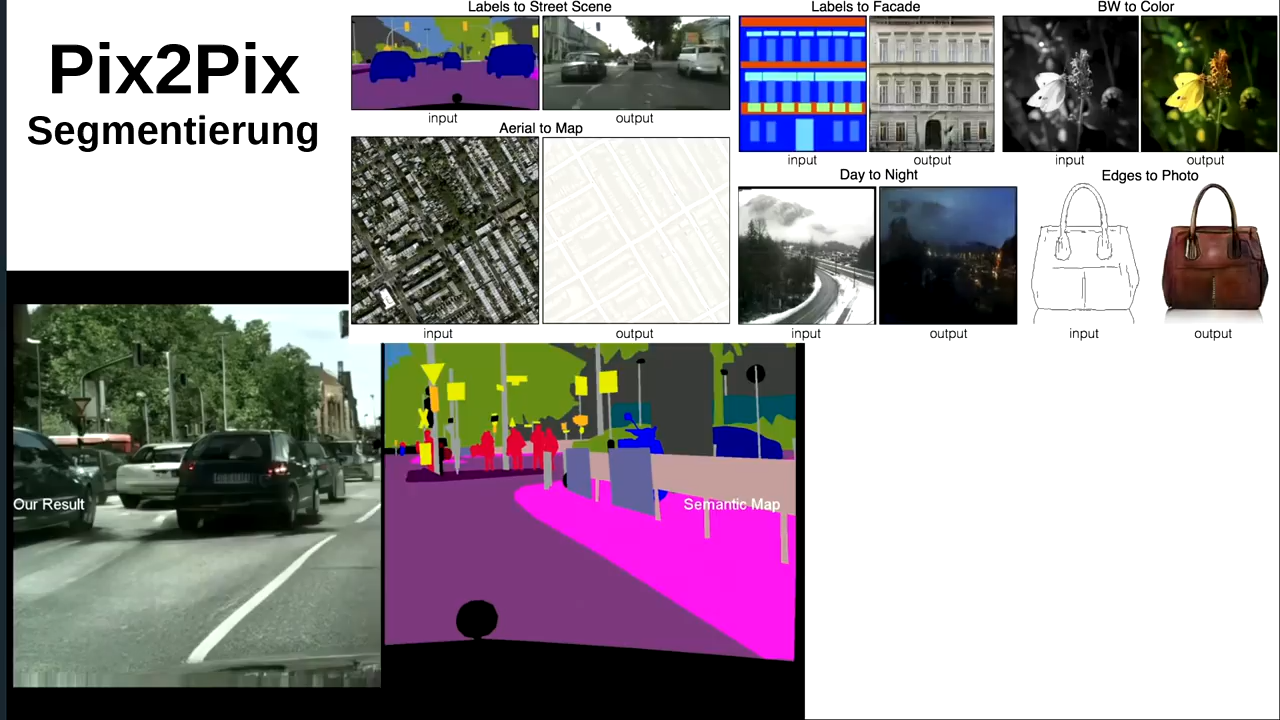 Pix2Pix
Segmentierung
Labels to Street Scene
input
output
Aerial to Map
input
output
Labels to Facade
input
output
BW to Color
input
output
Day to Night
input
output
Edges to Photo
input
output
Our Result
Semantic Map